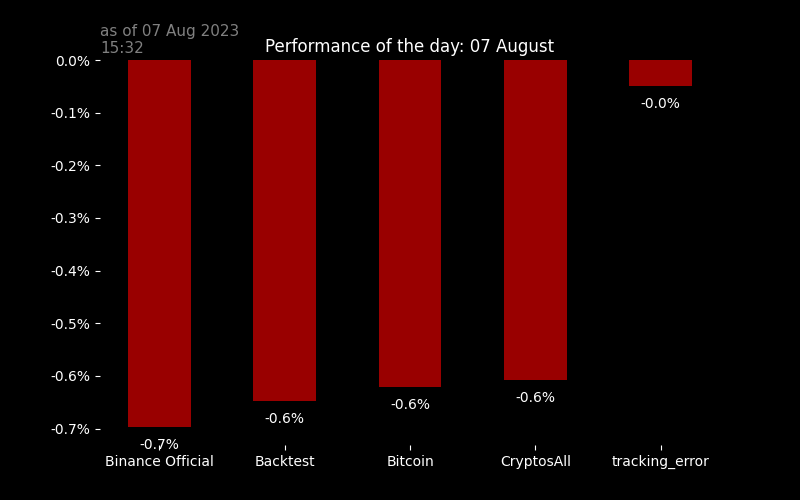 as of 07 Aug 2023
15:32
Performance of the day: 07 August
0.0%
-0.1%
-0.2%
-0.3%
-0.4%
-0.5%
-0.6%
-0.7%
-0.7%
-0.6%
-0.6%
-0.6%
-0.0%
Binance Official
Backtest
Bitcoin
CryptosAll
tracking_error